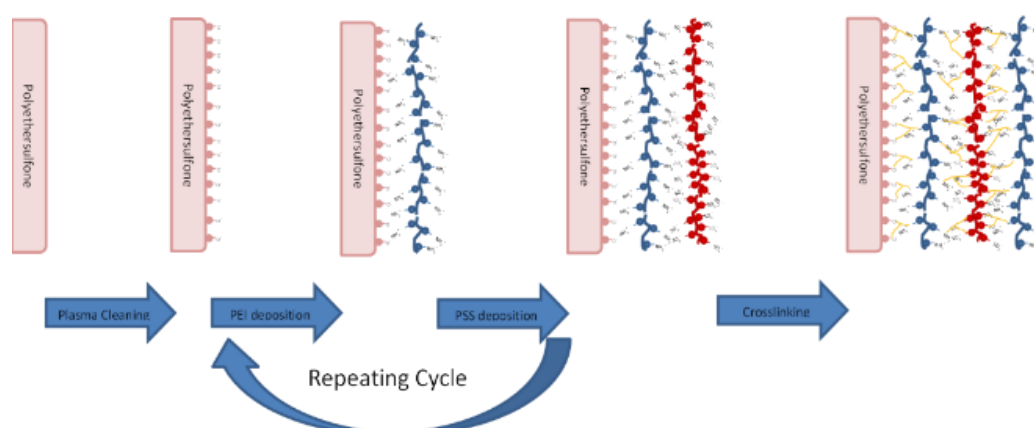 Polyethersulfone
Polyethersulfone
Polyethersulfone
Polyethersulfone
Polyethersulfone
Plasma Cleaning
PEI deposition
PSS deposition
Crosslinking
Repeating Cycle